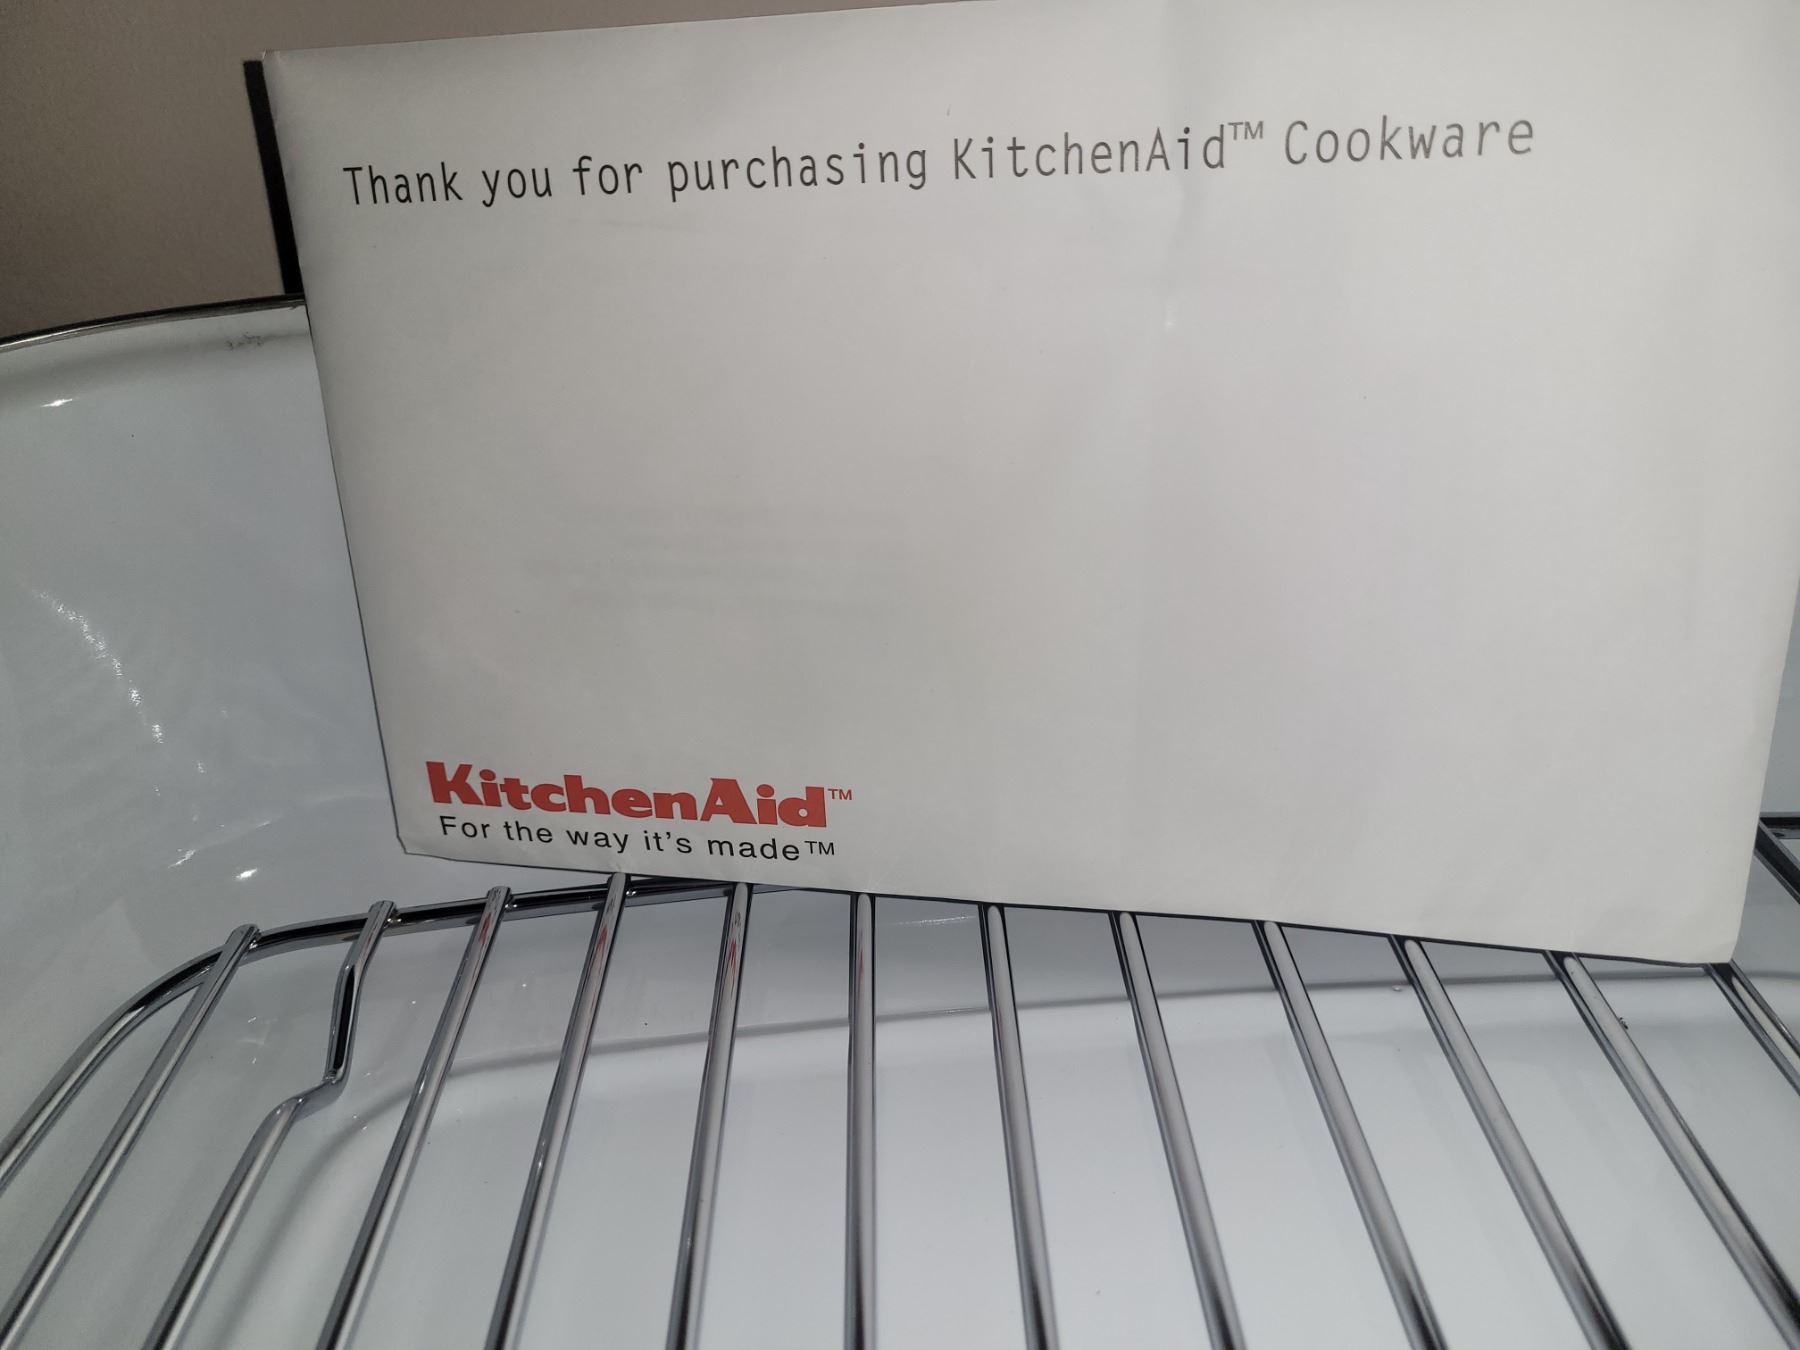 Thank you for purchasing KitchenAid™ Cookware
KitchenAid™
For the way it's made™